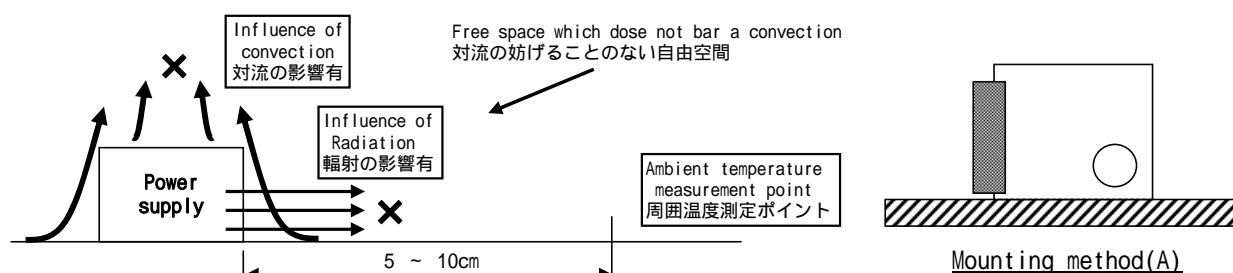 Influence of
convection
対流の影響有
Free space which dose not bar a convection
対流の妨げることのない自由空間
Influence of
Radiation
輻射の影響有
Power
supply
Ambient temperature
measurement point
周囲温度測定ポイント
5 ~ 10cm
Mounting method(A)